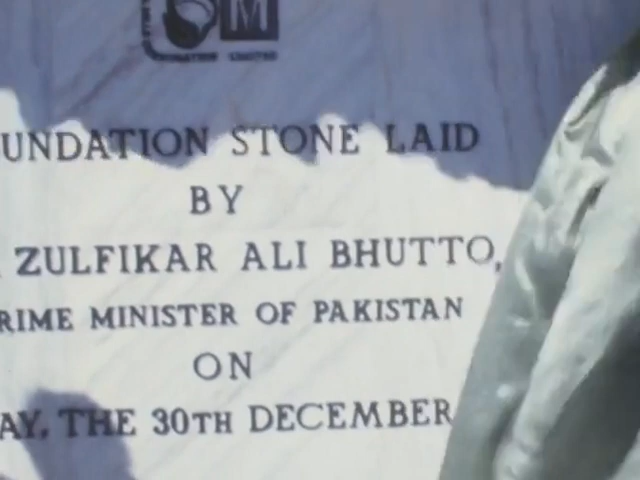 M
UNDATION STONE LAID
BY
ZULFIKAR ALI BHUTTO,
RIME MINISTER OF PAKISTAN
ON
AY, THE 30TH DECEMBER